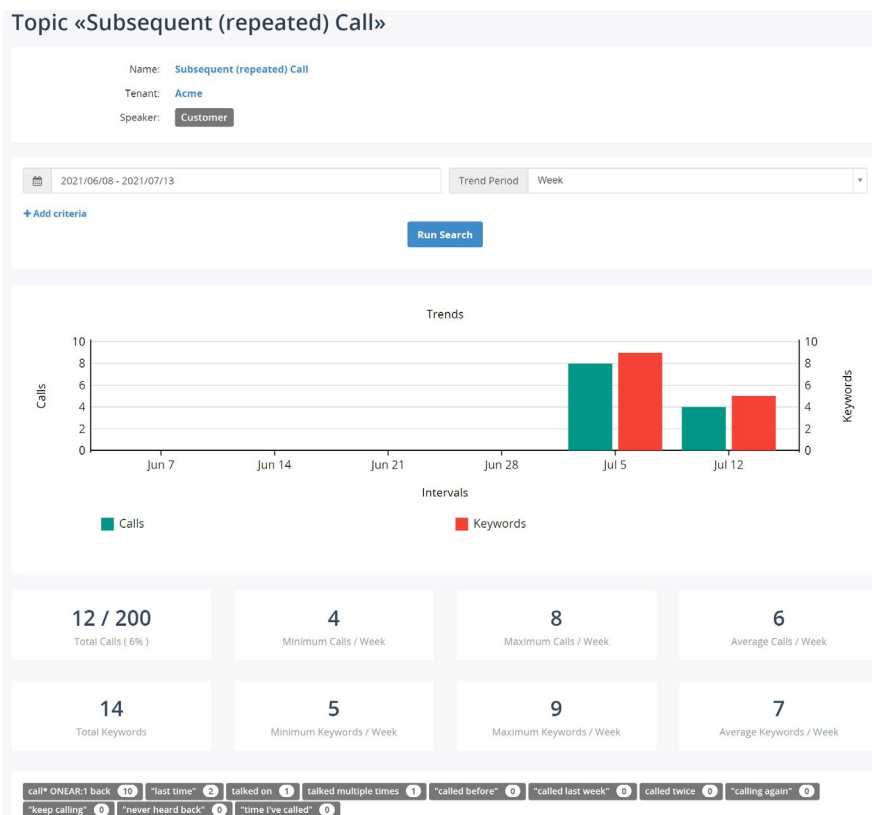 Topic «Subsequent (repeated) Call»
Name: Subsequent (repeated) Call
Tenant: Acme
Speaker: Customer
2021/06/08 - 2021/07/13 Trend Period Week
+ Add criteria
Run Search
Trends
10 10
8 8
6 6
4 4
2 2
0 0
Calls
Keywords
Jun 7 Jun 14 Jun 21 Jun 28 Jul 5 Jul 12
Intervals
Calls Keywords
12 / 200 4 8 6
Total Calls ( 6% ) Minimum Calls / Week Maximum Calls / Week Average Calls / Week
14 5 9 7
Total Keywords Minimum Keywords / Week Maximum Keywords / Week Average Keywords / Week
call* ONEAR:1 back 10 "last time" 2 talked on 1 talked multiple times 1 "called before" 0 "called last week" 0 called twice 0 "calling again" 0
"keep calling" 0 "never heard back" 0 "time I've called" 0